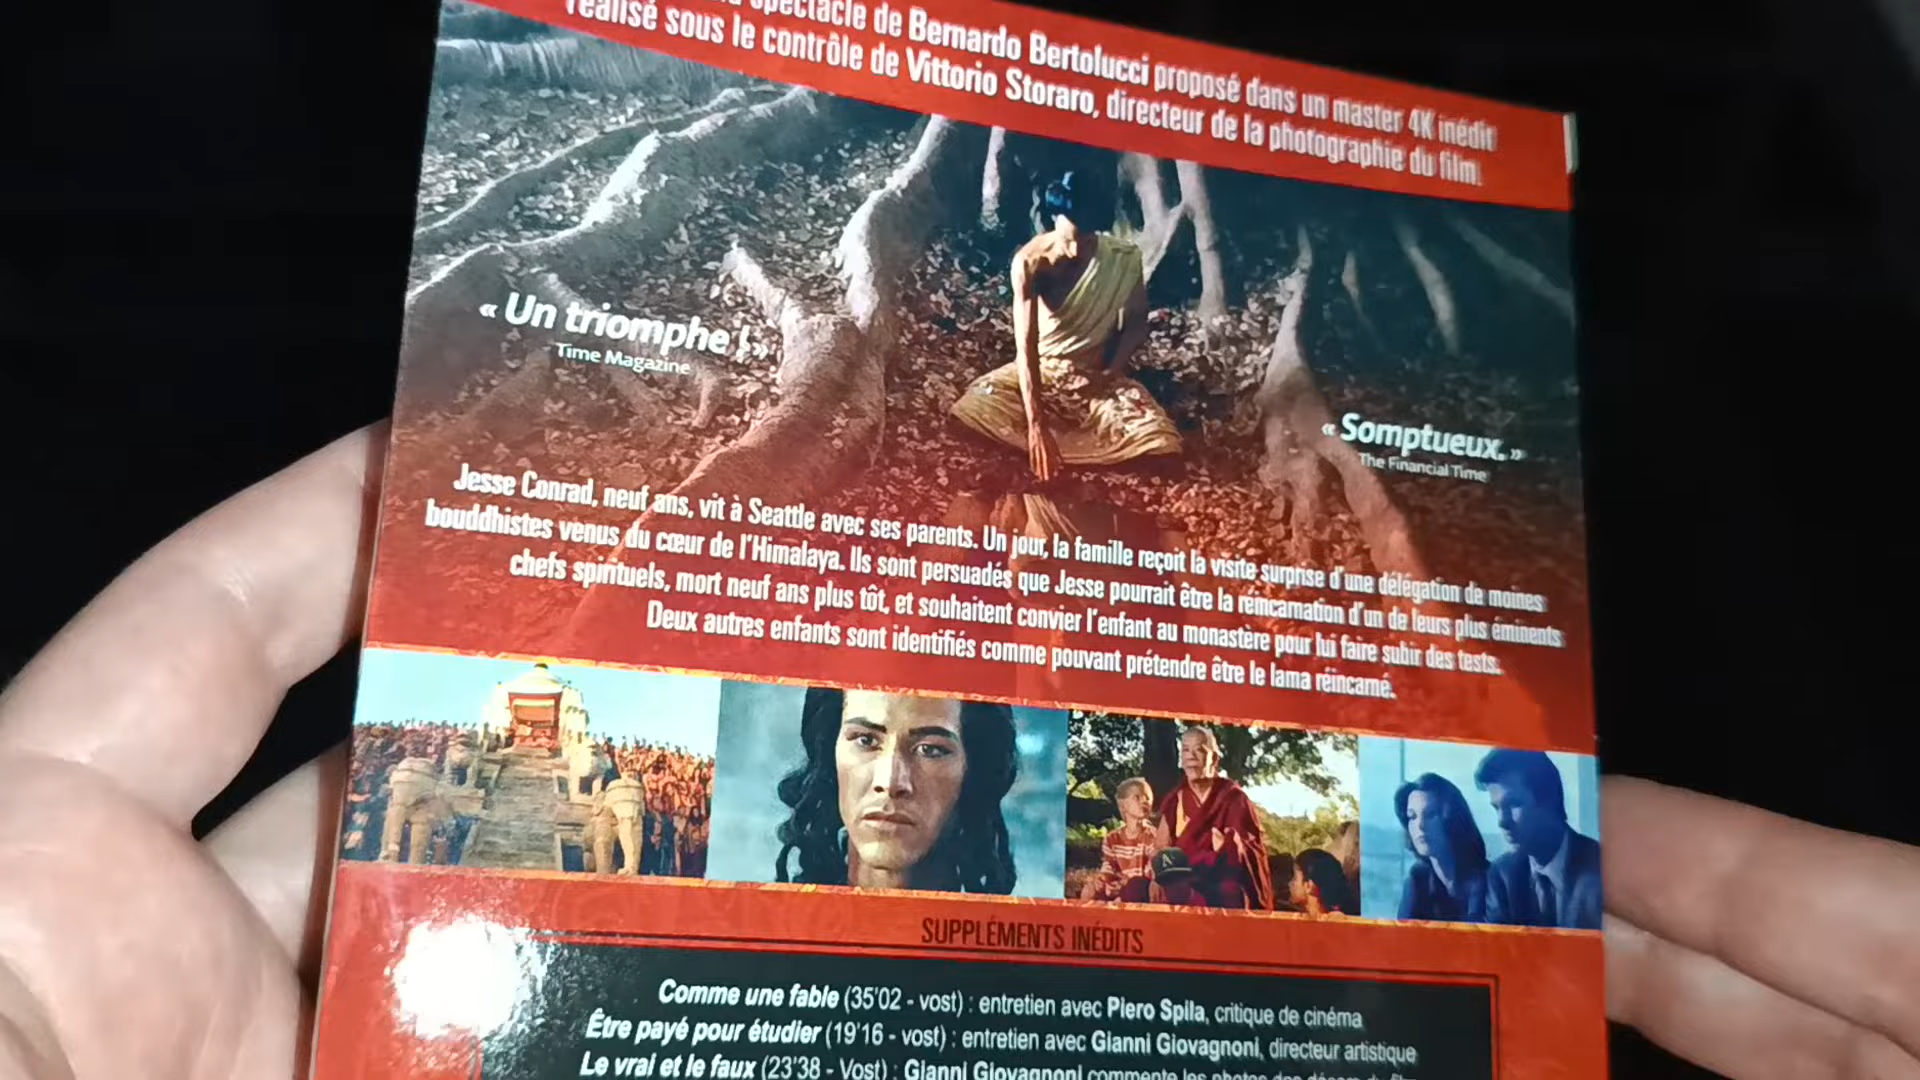 spectacle de Bernardo Bertolucci proposé dans un master 4K inédit
réalisé sous le contrôle de Vittorio Storaro, directeur de la photographie du film.
« Un triomphe ! »
Time Magazine
« Somptueux. »
The Financial Time
Jesse Conrad, neuf ans, vit à Seattle avec ses parents. Un jour, la famille reçoit la visite surprise d'une délégation de moines
bouddhistes venus du cœur de l'Himalaya. Ils sont persuadés que Jesse pourrait être la réincarnation d'un de leurs plus éminents
chefs spirituels, mort neuf ans plus tôt, et souhaitent convier l'enfant au monastère pour lui faire subir des tests.
Deux autres enfants sont identifiés comme pouvant prétendre être le lama réincarné.
SUPPLÉMENTS INÉDITS
Comme une fable (35'02 - vost) : entretien avec Piero Spila, critique de cinéma
Être payé pour étudier (19'16 - vost) : entretien avec Gianni Giovagnoni, directeur artistique
Le vrai et le faux (23'38 - Vost) : Gianni Giovagnoni commente les photos des décors du film